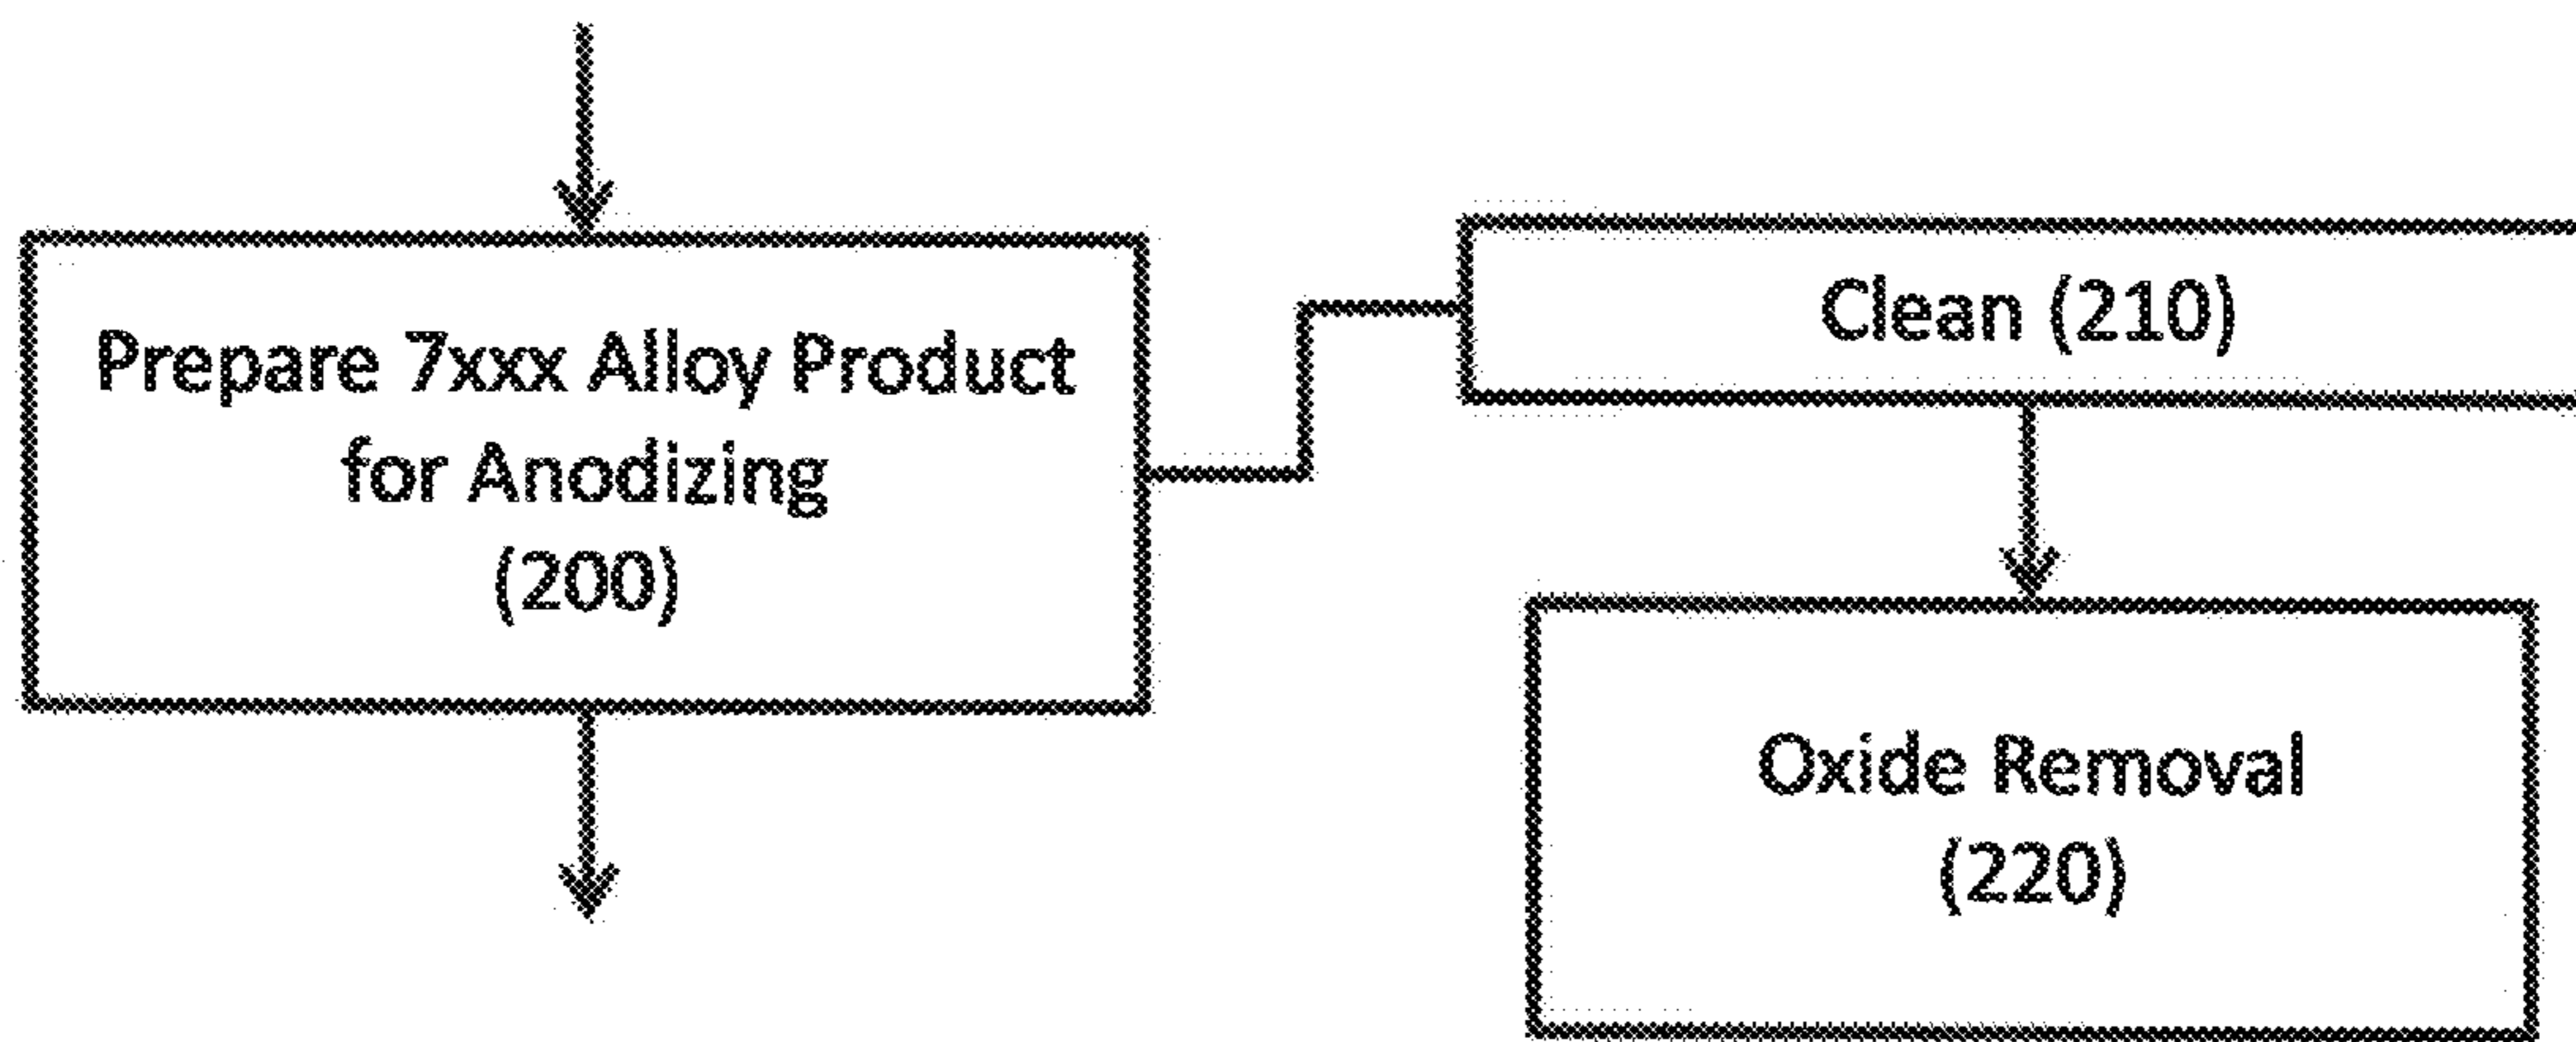 Prepare 7xxx Alloy Product
for Anodizing
(200)
Clean (210)
Oxide Removal
(220)